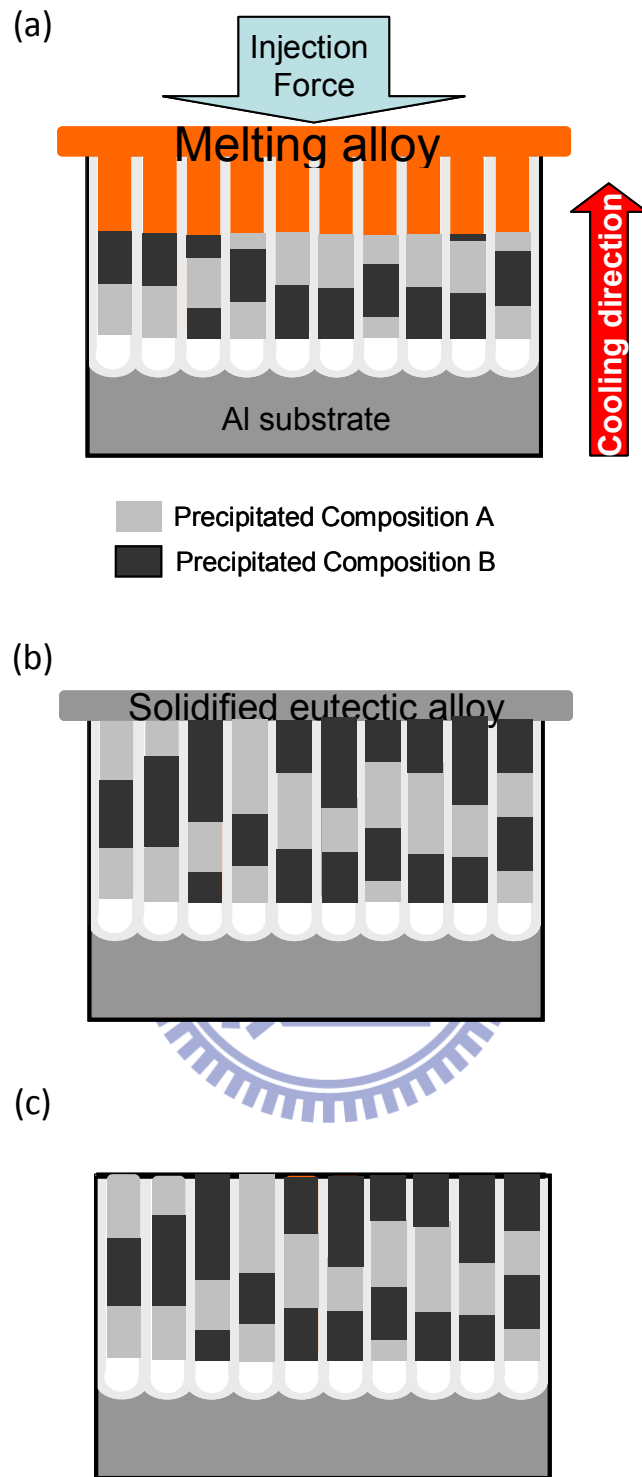 (a)
Injection
Force
Melting alloy
Cooling direction
Al substrate
Precipitated Composition A
Precipitated Composition B
(b)
Solidified eutectic alloy
(c)